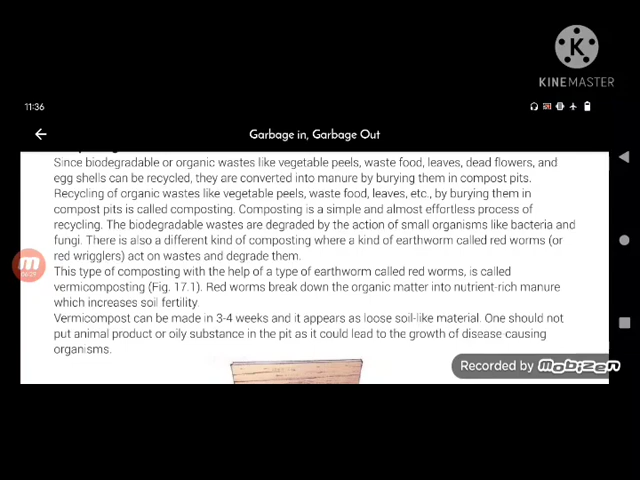 K
KINEMASTER
11:36
Garbage in, Garbage Out
Since biodegradable or organic wastes like vegetable peels, waste food, leaves, dead flowers, and
egg shells can be recycled, they are converted into manure by burying them in compost pits.
Recycling of organic wastes like vegetable peels, waste food, leaves, etc., by burying them in
compost pits is called composting. Composting is a simple and almost effortless process of
recycling. The biodegradable wastes are degraded by the action of small organisms like bacteria and
fungi. There is also a different kind of composting where a kind of earthworm called red worms (or
red wrigglers) act on wastes and degrade them.
This type of composting with the help of a type of earthworm called red worms, is called
vermicomposting (Fig. 17.1). Red worms break down the organic matter into nutrient-rich manure
which increases soil fertility.
Vermicompost can be made in 3-4 weeks and it appears as loose soil-like material. One should not
put animal product or oily substance in the pit as it could lead to the growth of disease-causing
organisms.
Recorded by Mobizen